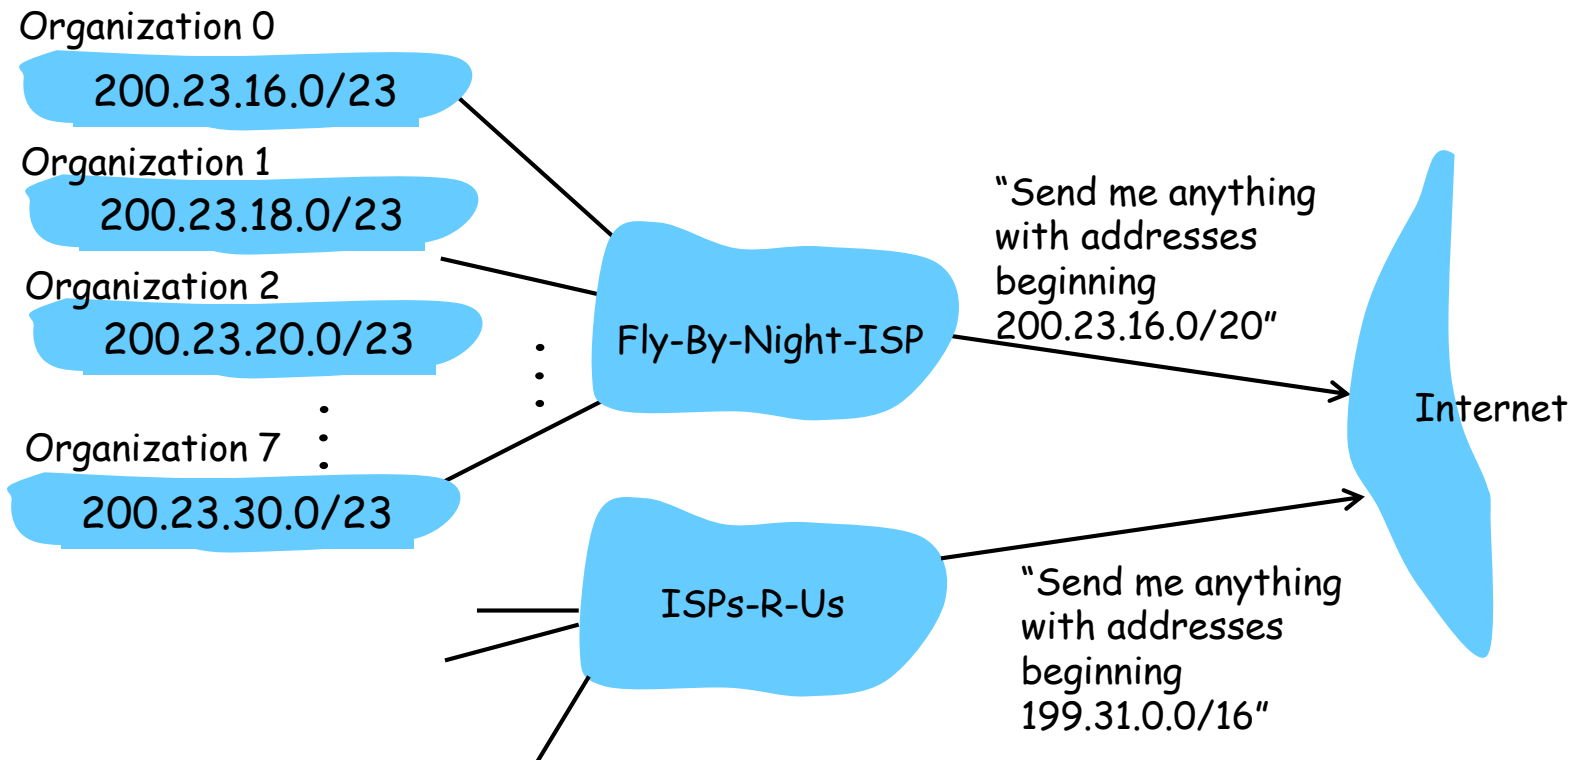 Organization 0
200.23.16.0/23
Organization 1
200.23.18.0/23
Organization 2
200.23.20.0/23
Organization 7
200.23.30.0/23
Fly-By-Night-ISP
“Send me anything
with addresses
beginning
200.23.16.0/20”
Internet
ISPs-R-Us
“Send me anything
with addresses
beginning
199.31.0.0/16”